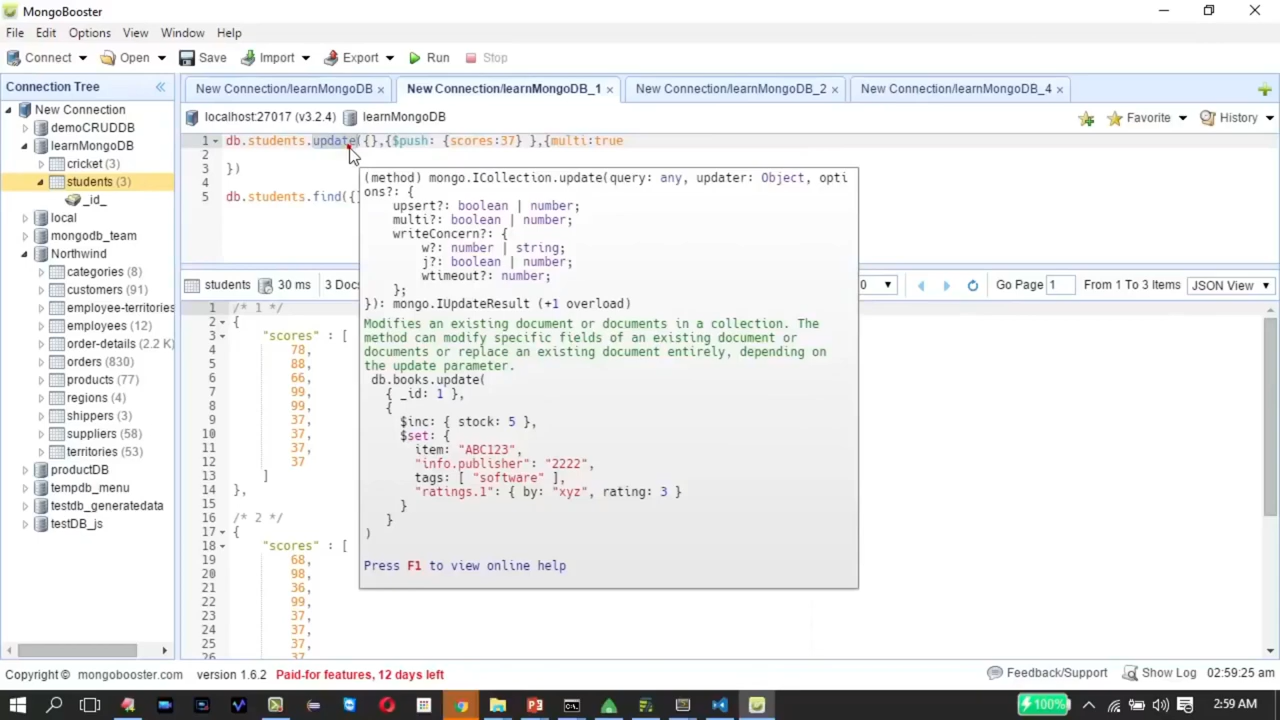 MongoBooster
File Edit Options View Window Help
Connect Open Save Import Export Run Stop
Connection Tree
New Connection
demoCRUDDB
learnMongoDB
cricket (3)
students (3)
_id_
local
mongodb_team
Northwind
categories (8)
customers (91)
employee-territories
employees (12)
order-details (2.2 K)
orders (830)
products (77)
regions (4)
shippers (3)
suppliers (58)
territories (53)
productDB
tempdb_menu
testdb_generatedata
testDB_js
New Connection/learnMongoDB × New Connection/learnMongoDB_1 × New Connection/learnMongoDB_2 × New Connection/learnMongoDB_4 ×
localhost:27017 (v3.2.4) learnMongoDB Favorite History
1 db.students.update({},{$push: {scores:37} },{multi:true
2
3 })
4
5 db.students.find({}
(method) mongo.ICollection.update(query: any, updater: Object, opti
ons?: {
upsert?: boolean | number;
multi?: boolean | number;
writeConcern?: {
w?: number | string;
j?: boolean | number;
wtimeout?: number;
};
}): mongo.IUpdateResult (+1 overload)
Modifies an existing document or documents in a collection. The
method can modify specific fields of an existing document or
documents or replace an existing document entirely, depending on
the update parameter.
db.books.update(
{ _id: 1 },
{
$inc: { stock: 5 },
$set: {
item: "ABC123",
"info.publisher": "2222",
tags: [ "software" ],
"ratings.1": { by: "xyz", rating: 3 }
}
}
)
Press F1 to view online help
students 30 ms 3 Docs 0 Go Page 1 From 1 To 3 Items JSON View
1 /* 1 */
2 {
3 "scores" : [
4 78,
5 88,
6 66,
7 99,
8 99,
9 37,
10 37,
11 37,
12 37
13 ]
14 },
15
16 /* 2 */
17 {
18 "scores" : [
19 68,
20 98,
21 36,
22 99,
23 37,
24 37,
25 37,
26 37
Copyright © mongobooster.com version 1.6.2 Paid-for features, 12 days left Feedback/Support Show Log 02:59:25 am
100% 2:59 AM